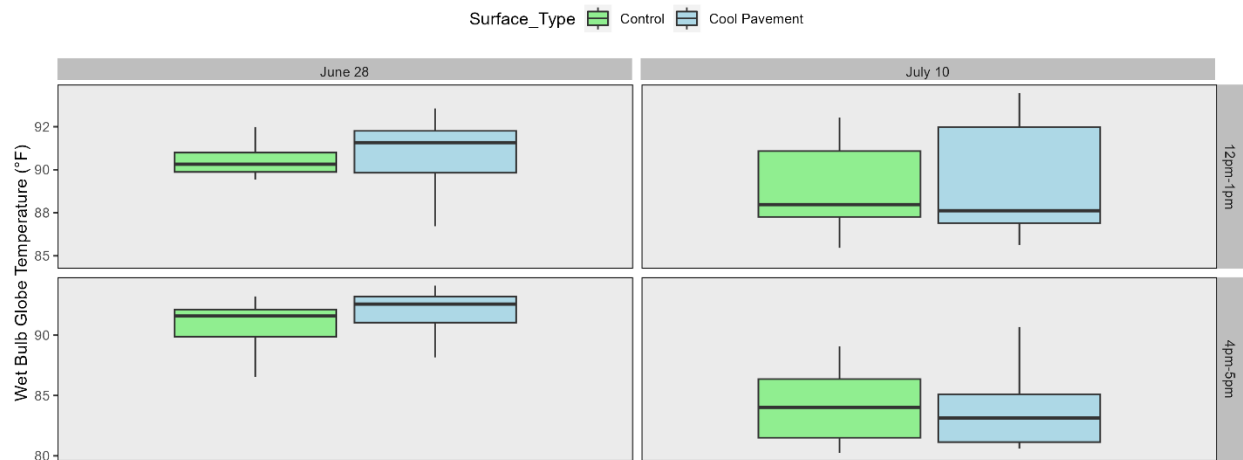 Surface_Type Control Cool Pavement
June 28 July 10
Wet Bulb Globe Temperature (°F)
92
90
88
85
12pm-1pm
90
85
80
4pm-5pm